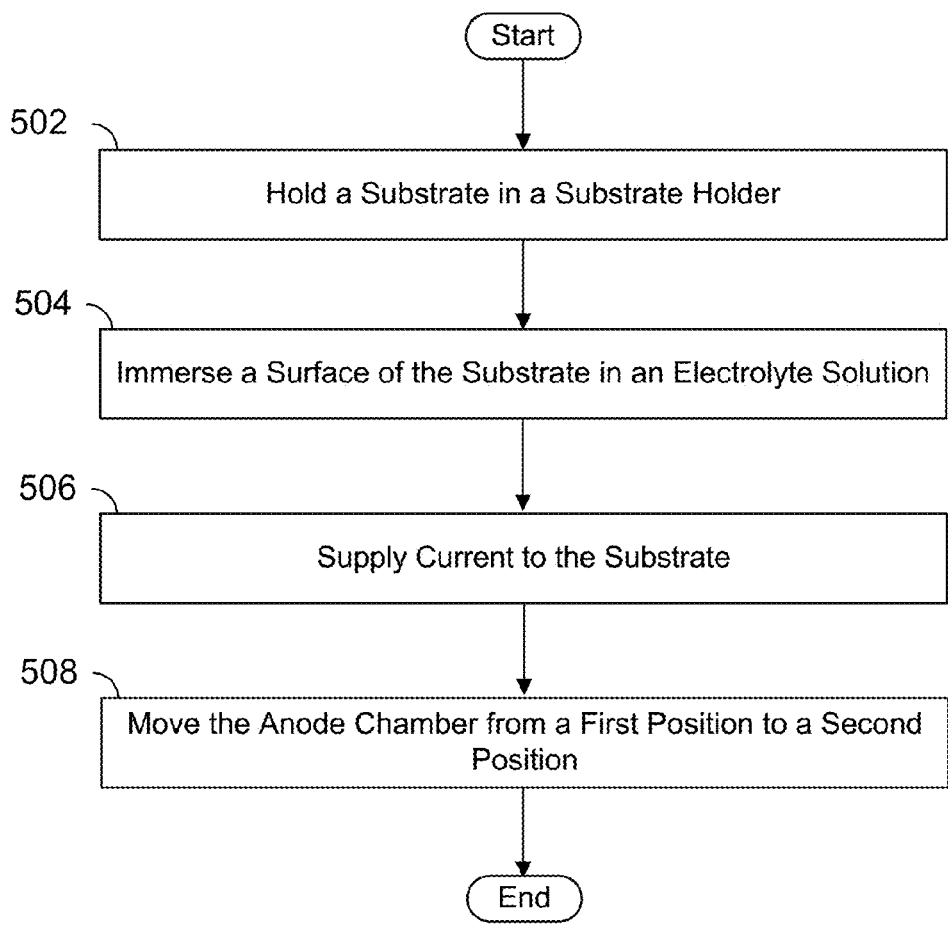 Start
502
Hold a Substrate in a Substrate Holder
504
Immerse a Surface of the Substrate in an Electrolyte Solution
506
Supply Current to the Substrate
508
Move the Anode Chamber from a First Position to a Second
Position
End